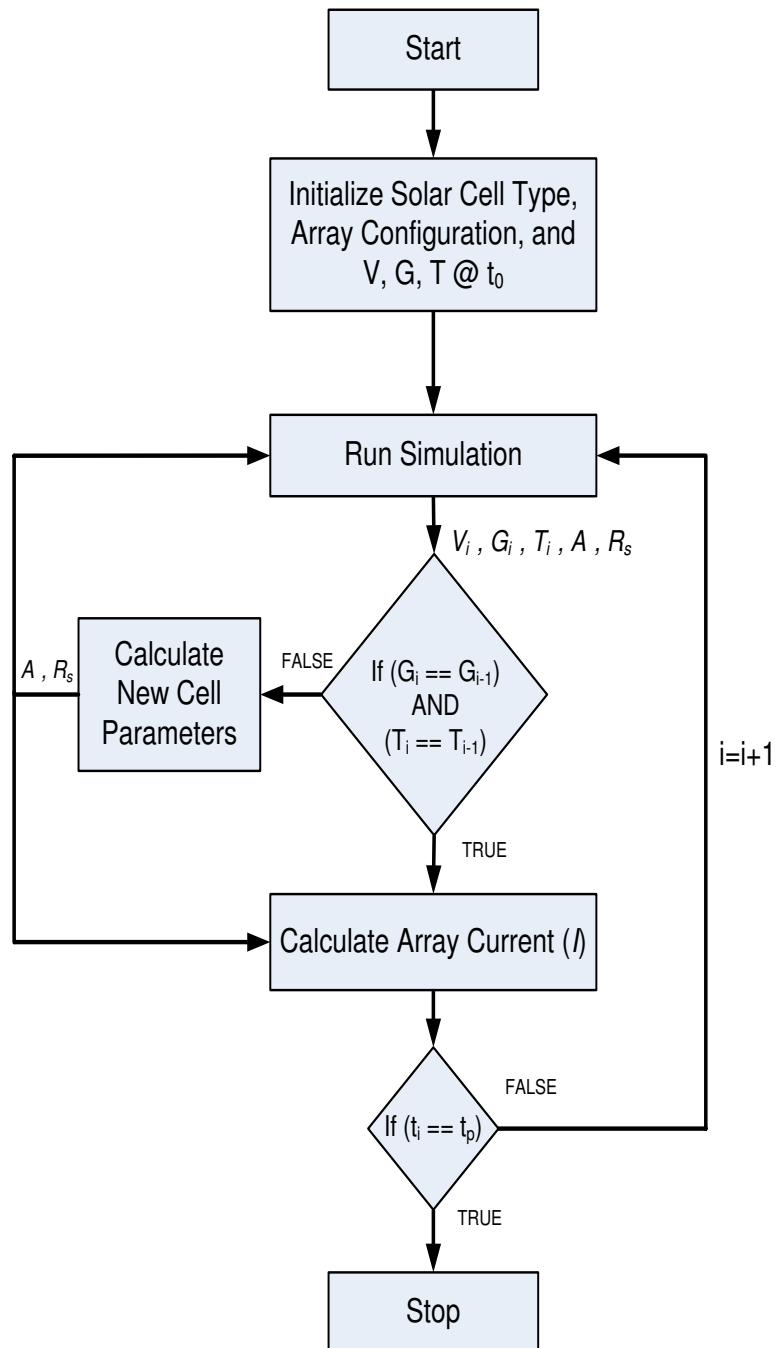 Start
Initialize Solar Cell Type,
Array Configuration, and
V, G, T @ t₀
Run Simulation
Vᵢ , Gᵢ , Tᵢ , A , Rₛ
A , Rₛ
Calculate
New Cell
Parameters
FALSE
If (Gᵢ == Gᵢ₋₁)
AND
(Tᵢ == Tᵢ₋₁)
i=i+1
TRUE
Calculate Array Current (I)
FALSE
If (tᵢ == tₚ)
TRUE
Stop